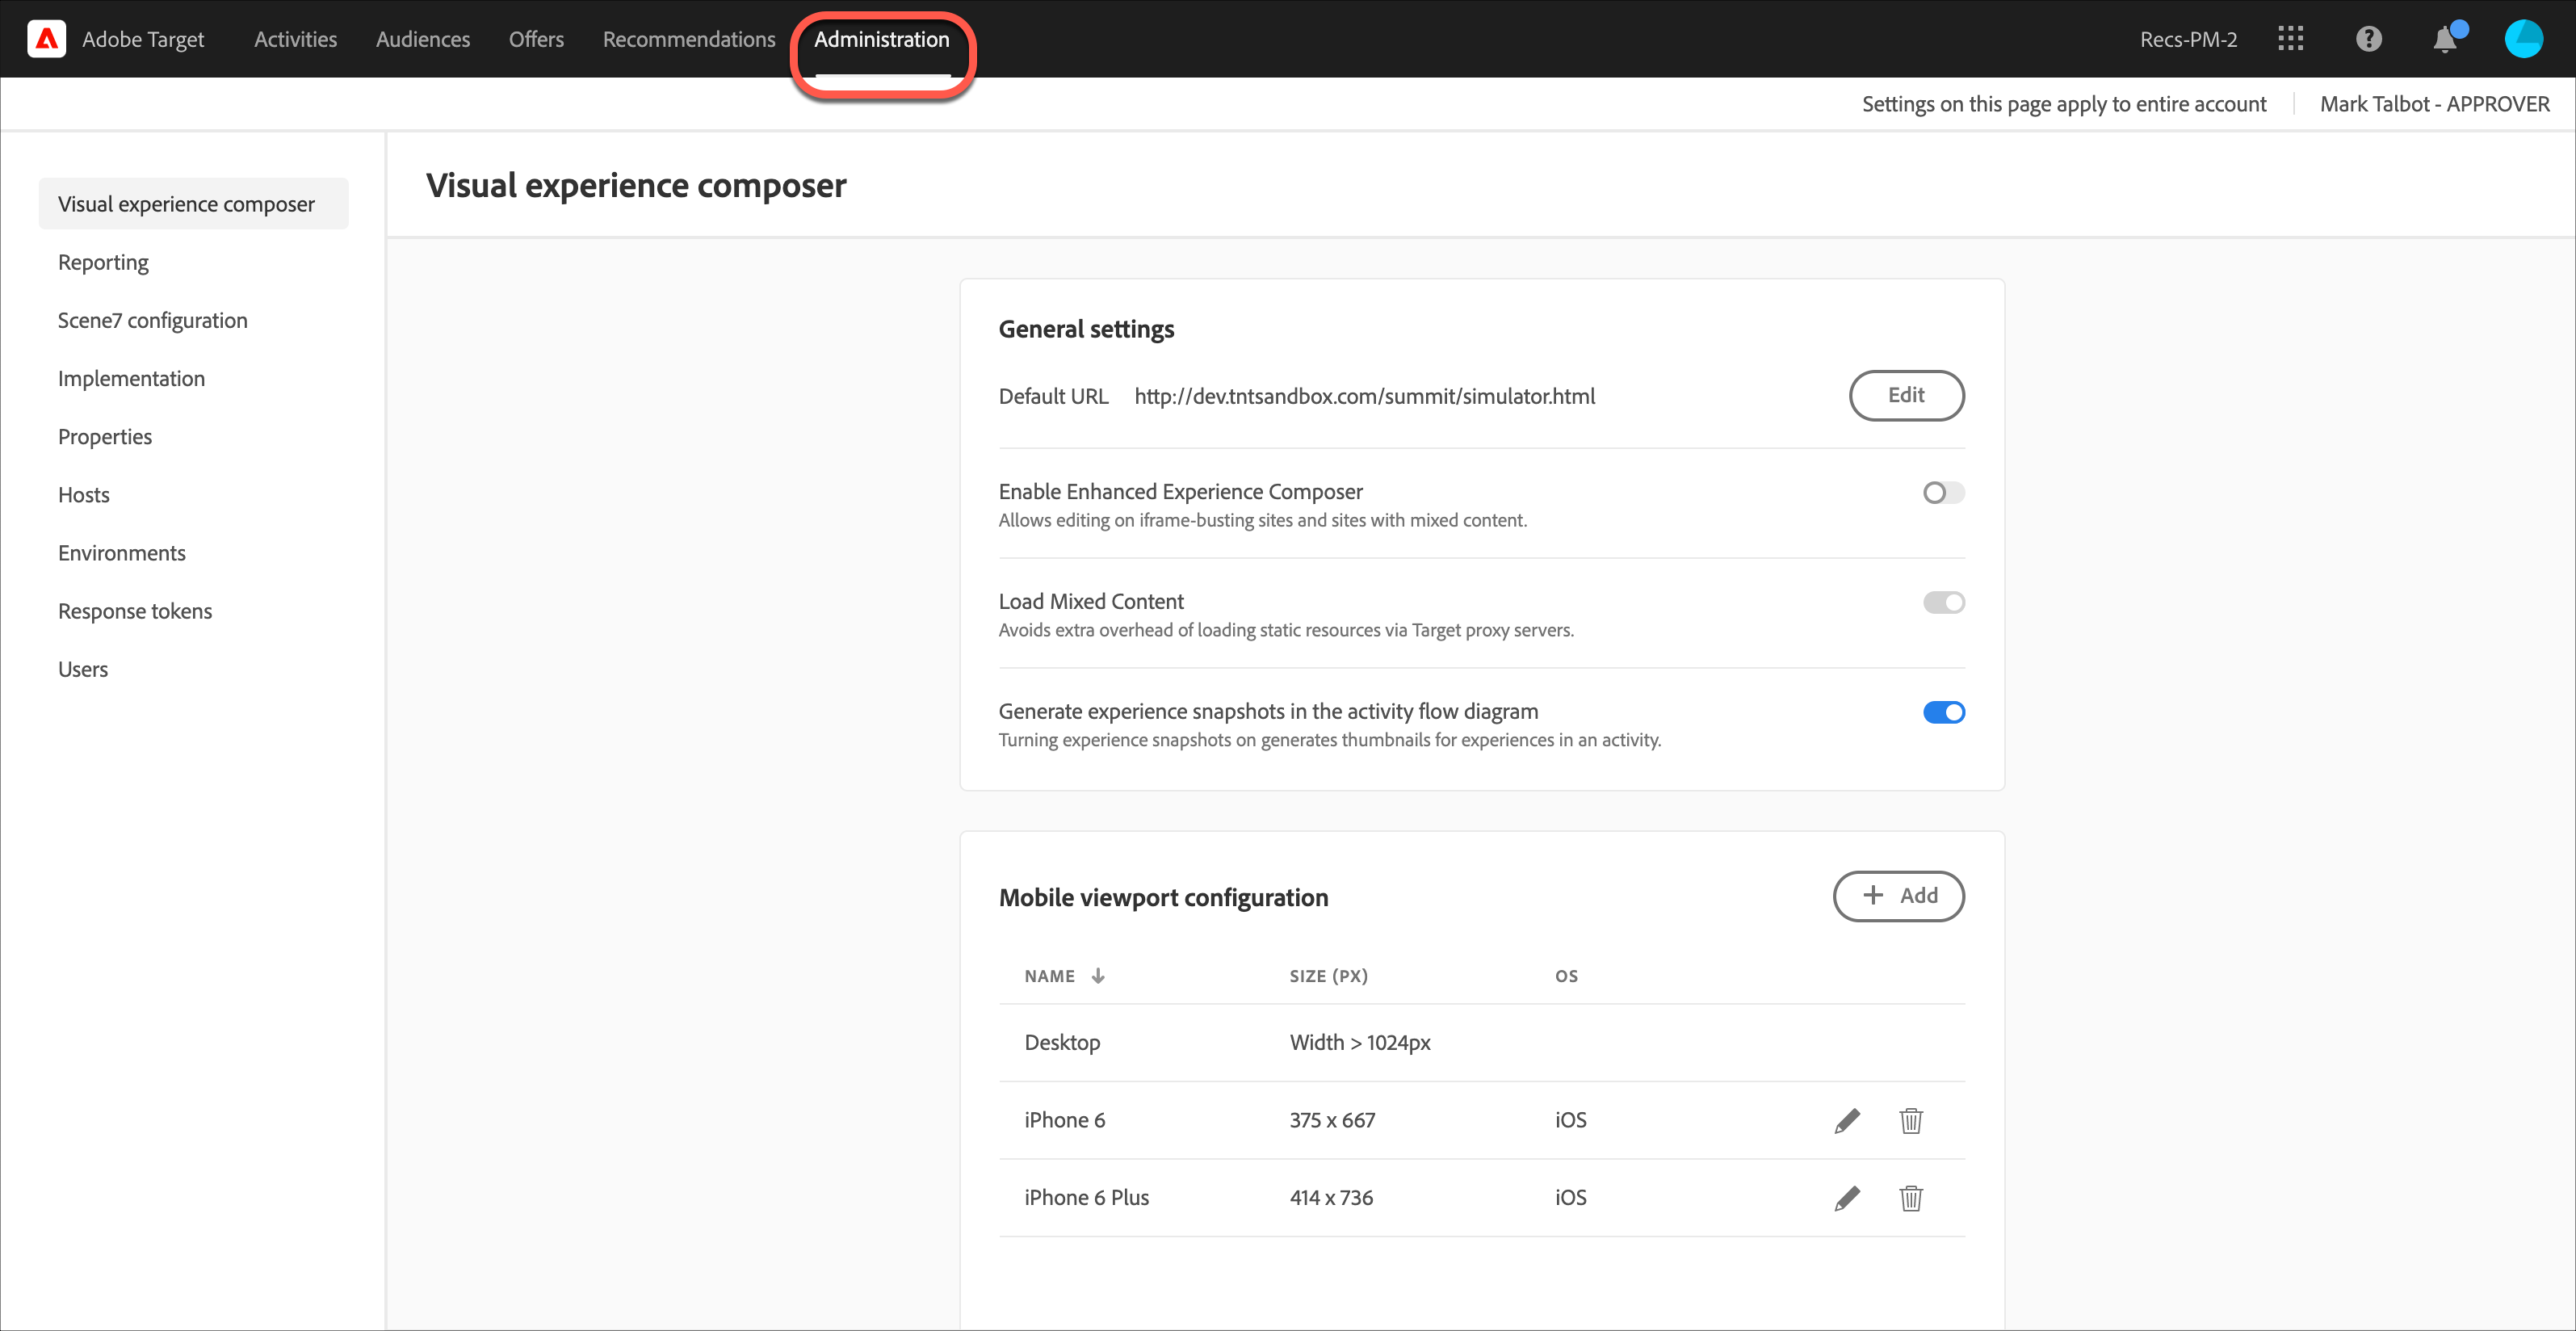 Adobe Target
Activities
Audiences
Offers
Recommendations
Administration
Recs-PM-2
Settings on this page apply to entire account
Mark Talbot - APPROVER
Visual experience composer
Reporting
Scene7 configuration
Implementation
Properties
Hosts
Environments
Response tokens
Users
Visual experience composer
General settings
Default URL http://dev.tntsandbox.com/summit/simulator.html
Edit
Enable Enhanced Experience Composer
Allows editing on iframe-busting sites and sites with mixed content.
Load Mixed Content
Avoids extra overhead of loading static resources via Target proxy servers.
Generate experience snapshots in the activity flow diagram
Turning experience snapshots on generates thumbnails for experiences in an activity.
Mobile viewport configuration
+ Add
NAME ↓ SIZE (PX) OS
Desktop Width > 1024px
iPhone 6 375 x 667 iOS
iPhone 6 Plus 414 x 736 iOS